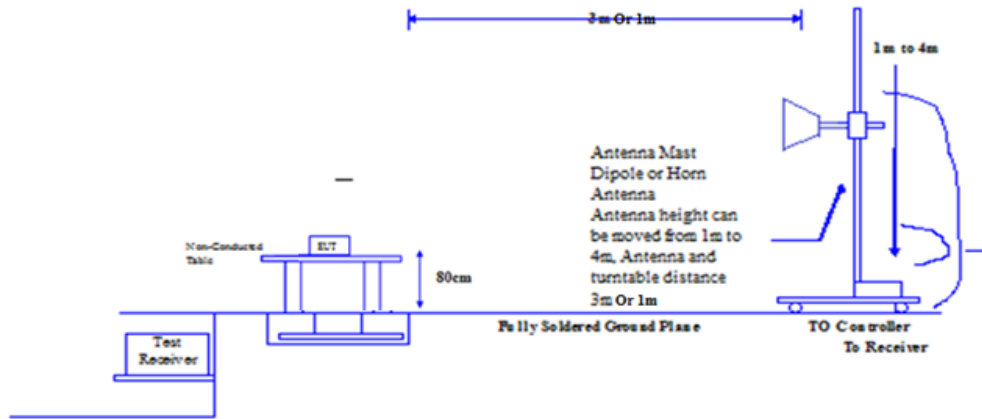 3m Or 1m
1m to 4m
Antenna Mast
Dipole or Horn
Antenna
Antenna height can
be moved from 1m to
4m, Antenna and
turntable distance
3m Or 1m
Non-Conducted
Table
EUT
80cm
Fully Soldered Ground Plane
TO Controller
To Receiver
Test
Receiver